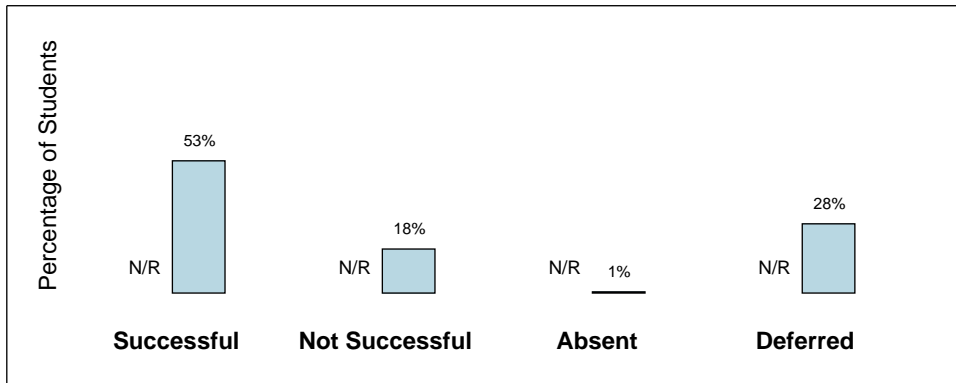 Percentage of Students
53%
N/R
18%
N/R
N/R
1%
28%
N/R
Successful
Not Successful
Absent
Deferred